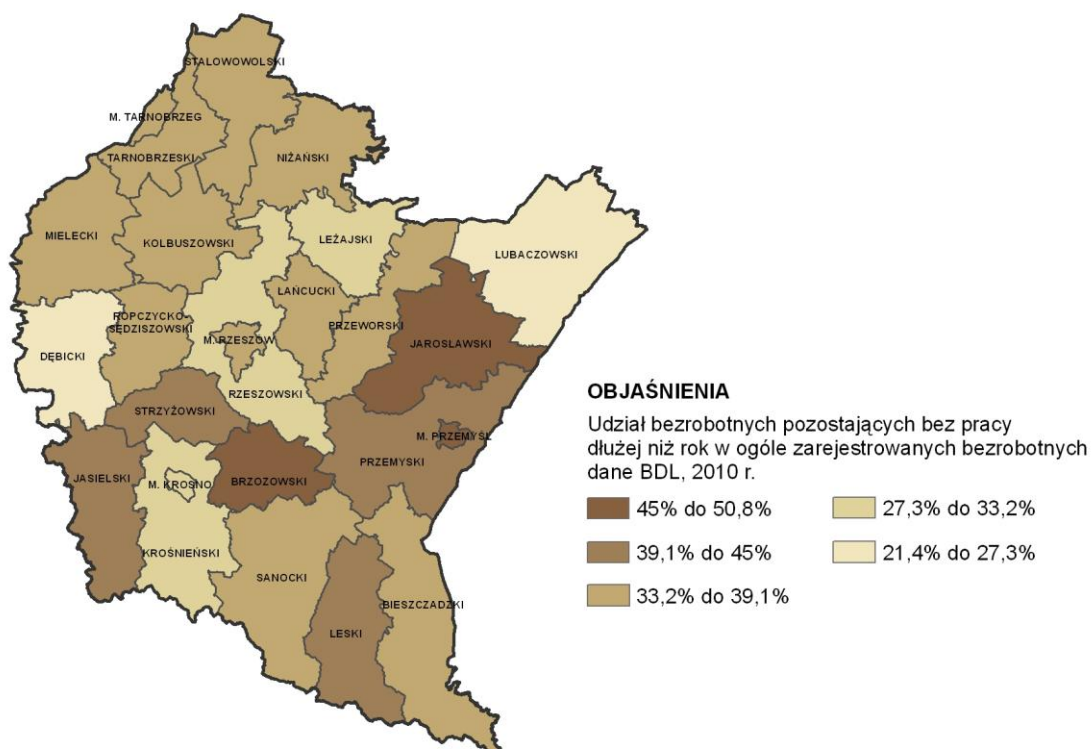 STALOWOWOLSKI
M. TARNOBRZEG
TARNOBRZESKI
NIŻAŃSKI
MIELECKI
KOLBUSZOWSKI
LEŻAJSKI
LUBACZOWSKI
ŁAŃCUCKI
ROPCZYCKO-
SĘDZISZOWSKI
PRZEWORSKI
M. RZESZÓW
JAROSŁAWSKI
DĘBICKI
RZESZOWSKI
STRZYŻOWSKI
M. PRZEMYŚL
PRZEMYSKI
JASIELSKI
M. KROSNO
BRZOZOWSKI
KROŚNIEŃSKI
SANOCKI
BIESZCZADZKI
LESKI
OBJAŚNIENIA
Udział bezrobotnych pozostających bez pracy
dłużej niż rok w ogóle zarejestrowanych bezrobotnych
dane BDL, 2010 r.
45% do 50,8%
39,1% do 45%
33,2% do 39,1%
27,3% do 33,2%
21,4% do 27,3%